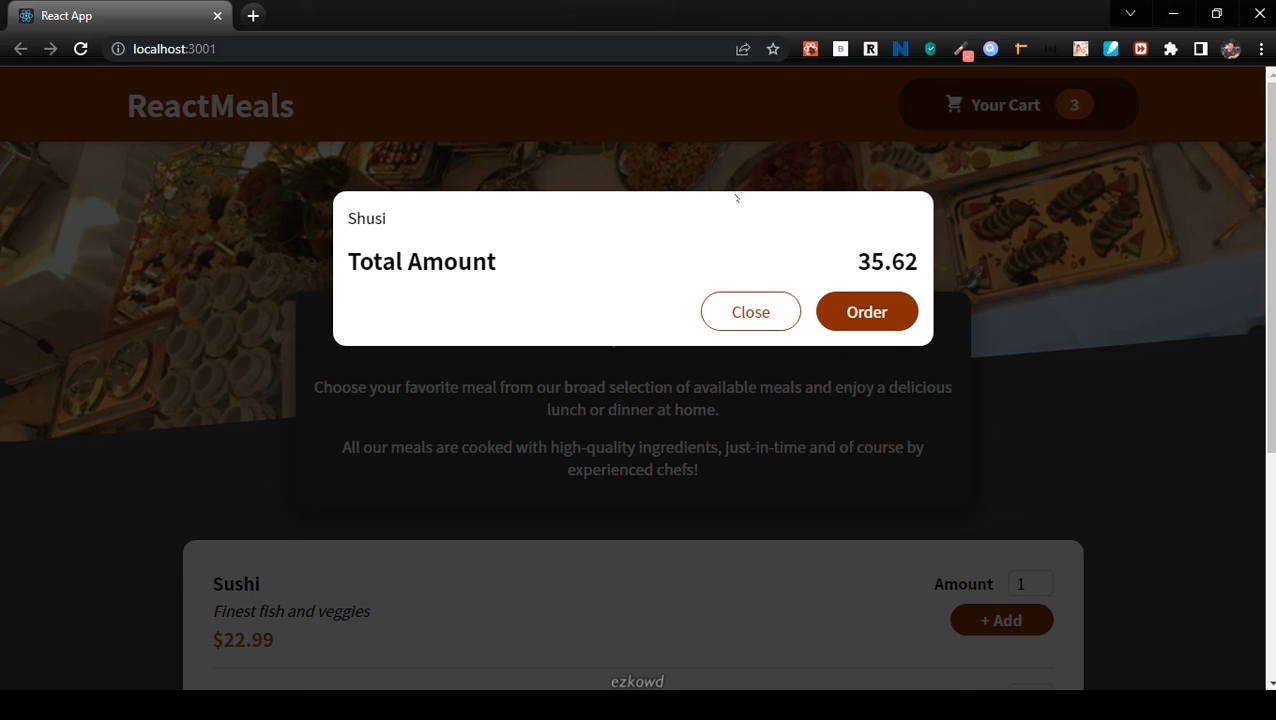 React App
localhost:3001
ReactMeals
Your Cart 3
Shusi
Total Amount 35.62
Close Order
Choose your favorite meal from our broad selection of available meals and enjoy a delicious
lunch or dinner at home.
All our meals are cooked with high-quality ingredients, just-in-time and of course by
experienced chefs!
Sushi
Amount 1
Finest fish and veggies
+ Add
$22.99
ezkowd